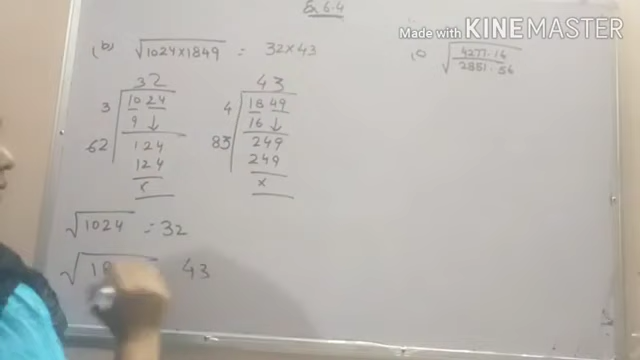 Ex 6.4
Made with KINEMASTER
(b) √1024×1849 = 32×43
(c) √4277.16/2851.56
32
3 10 24
9 ↓
62 124
124
×
43
4 18 49
16 ↓
83 249
249
×
√1024 = 32
√18 43